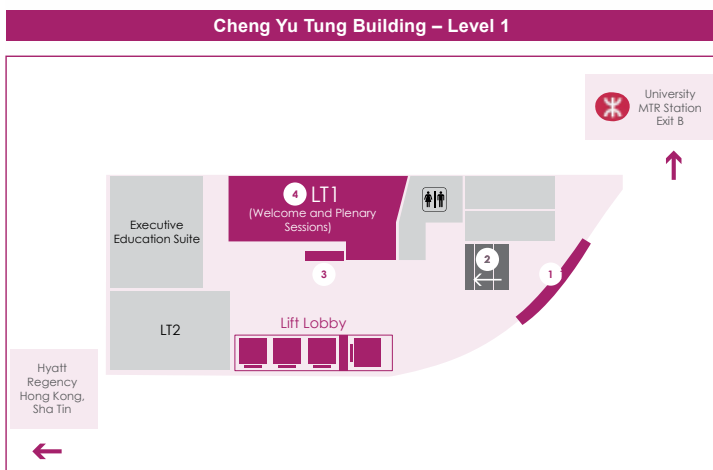 Cheng Yu Tung Building – Level 1
University
MTR Station
Exit B
4 LT1
(Welcome and Plenary
Sessions)
Executive
Education Suite
2
1
3
LT2
Lift Lobby
Hyatt
Regency
Hong Kong,
Sha Tin